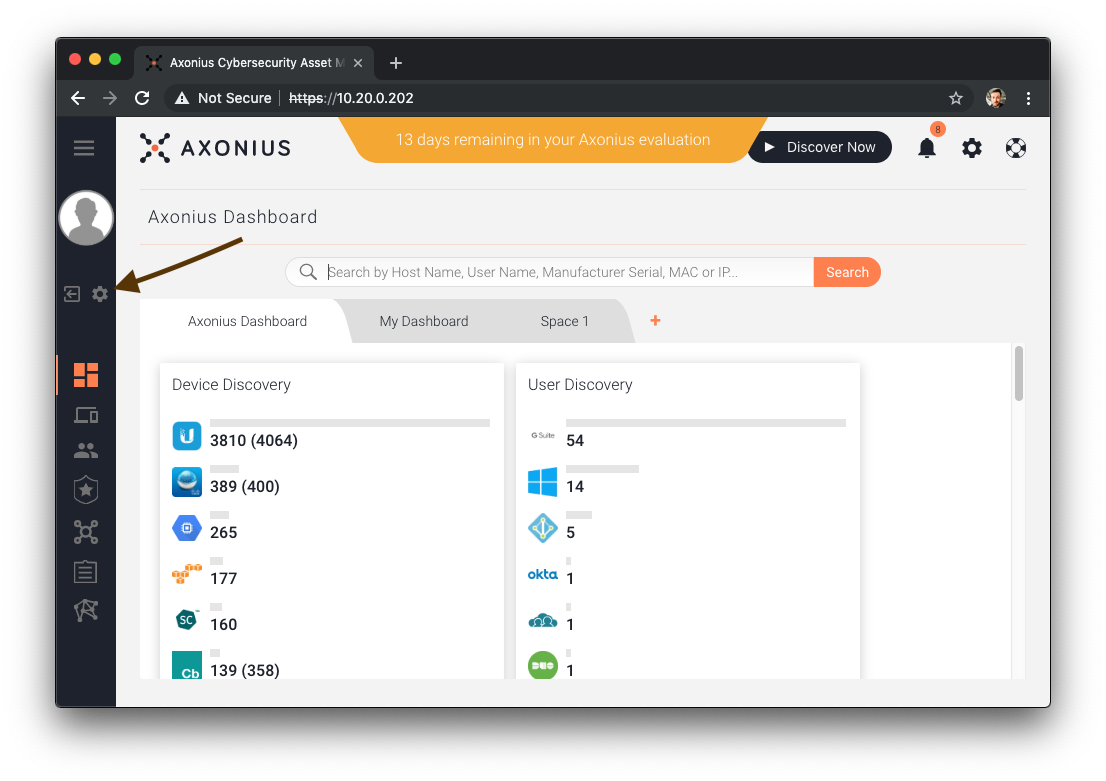 Axonius Cybersecurity Asset M
Not Secure
https://10.20.0.202
AXONIUS
13 days remaining in your Axonius evaluation
Discover Now
8
Axonius Dashboard
Search by Host Name, User Name, Manufacturer Serial, MAC or IP...
Search
Axonius Dashboard
My Dashboard
Space 1
Device Discovery
3810 (4064)
389 (400)
265
177
SC
160
Cb
139 (358)
User Discovery
G Suite
54
14
5
okta
1
1
DUO
1